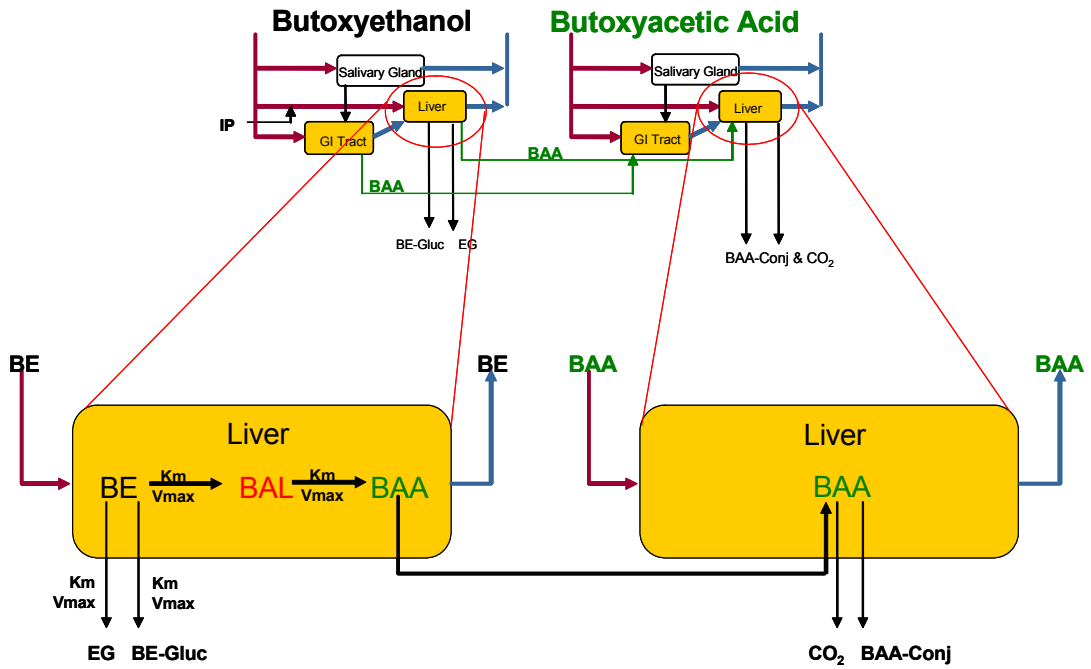 Butoxyethanol
Butoxyacetic Acid
Salivary Gland
Salivary Gland
Liver
Liver
IP
GI Tract
GI Tract
BAA
BAA
BE-Gluc
EG
BAA-Conj & CO2
BE
BE
BAA
BAA
Liver
Liver
BE
Km
Vmax
BAL
Km
Vmax
BAA
BAA
Km
Vmax
Km
Vmax
EG
BE-Gluc
CO2
BAA-Conj